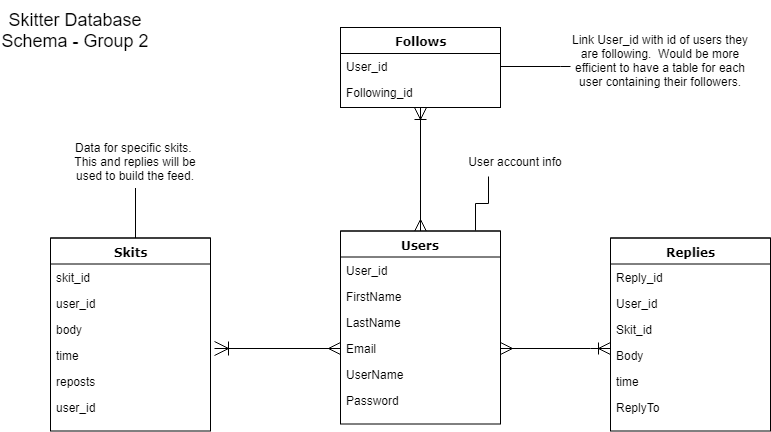 Skitter Database
Schema - Group 2
Follows
User_id
Following_id
Link User_id with id of users they
are following. Would be more
efficient to have a table for each
user containing their followers.
Data for specific skits.
This and replies will be
used to build the feed.
User account info
Skits
skit_id
user_id
body
time
reposts
user_id
Users
User_id
FirstName
LastName
Email
UserName
Password
Replies
Reply_id
User_id
Skit_id
Body
time
ReplyTo